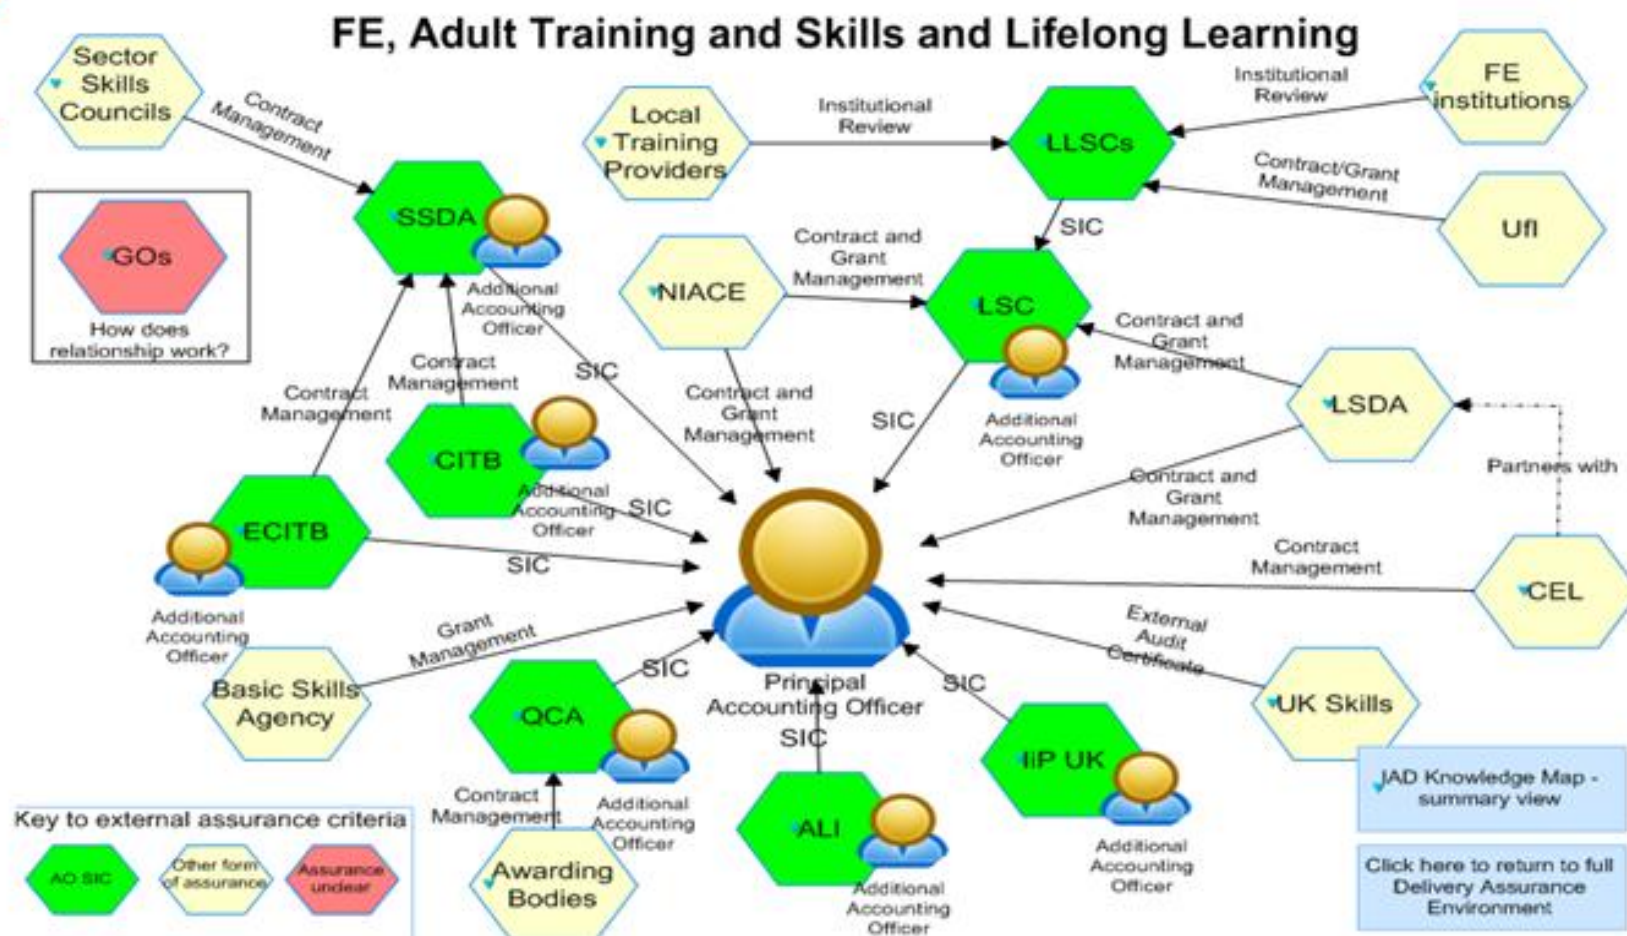 FE, Adult Training and Skills and Lifelong Learning
Sector
Skills
Councils
Contract
Management
Local
Training
Providers
Institutional
Review
LLSCs
Institutional
Review
FE
institutions
Contract/Grant
Management
Ufl
SSDA
Additional
Accounting
Officer
GOs
How does
relationship work?
NIACE
Contract and
Grant
Management
SIC
LSC
Additional
Accounting
Officer
Contract and
Grant
Management
LSDA
Partners with
Contract
Management
Contract
Management
SIC
Contract and
Grant
Management
SIC
Contract and
Grant
Management
CITB
Additional
Accounting
Officer
SIC
ECITB
Additional
Accounting
Officer
SIC
Contract
Management
CEL
Grant
Management
Basic Skills
Agency
External
Audit
Certificate
UK Skills
Principal
Accounting Officer
SIC
QCA
Additional
Accounting
Officer
Contract
Management
Awarding
Bodies
SIC
ALI
Additional
Accounting
Officer
SIC
IiP UK
Additional
Accounting
Officer
Key to external assurance criteria
AO SIC
Other form
of assurance
Assurance
unclear
IAD Knowledge Map -
summary view
Click here to return to full
Delivery Assurance
Environment